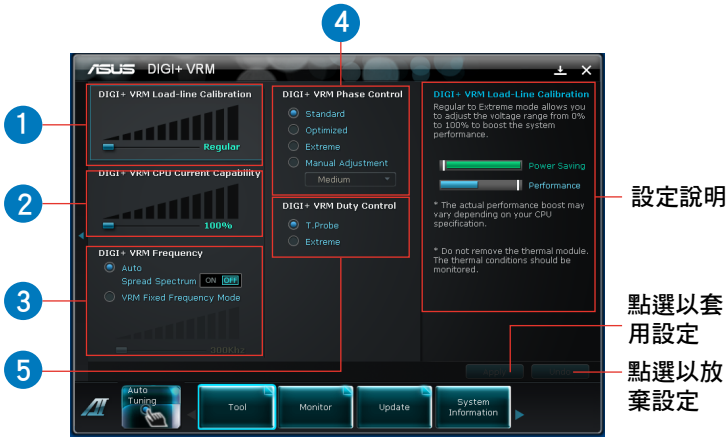 4
ASUS DIGI+ VRM
1
DIGI+ VRM Load-line Calibration
Regular
2
DIGI+ VRM CPU Current Capability
100%
3
DIGI+ VRM Frequency
Auto
Spread Spectrum ON OFF
VRM Fixed Frequency Mode
300Khz
DIGI+ VRM Phase Control
Standard
Optimized
Extreme
Manual Adjustment
Medium
DIGI+ VRM Duty Control
T.Probe
Extreme
5
DIGI+ VRM Load-Line Calibration
Regular to Extreme mode allows you
to adjust the voltage range from 0%
to 100% to boost the system
performance.
Power Saving
Performance
* The actual performance boost may
vary depending on your CPU
specification.
* Do not remove the thermal module.
The thermal conditions should be
monitored.
設定說明
Apply
Undo
點選以套
用設定
點選以放
棄設定
Auto
Tuning
Tool
Monitor
Update
System
Information